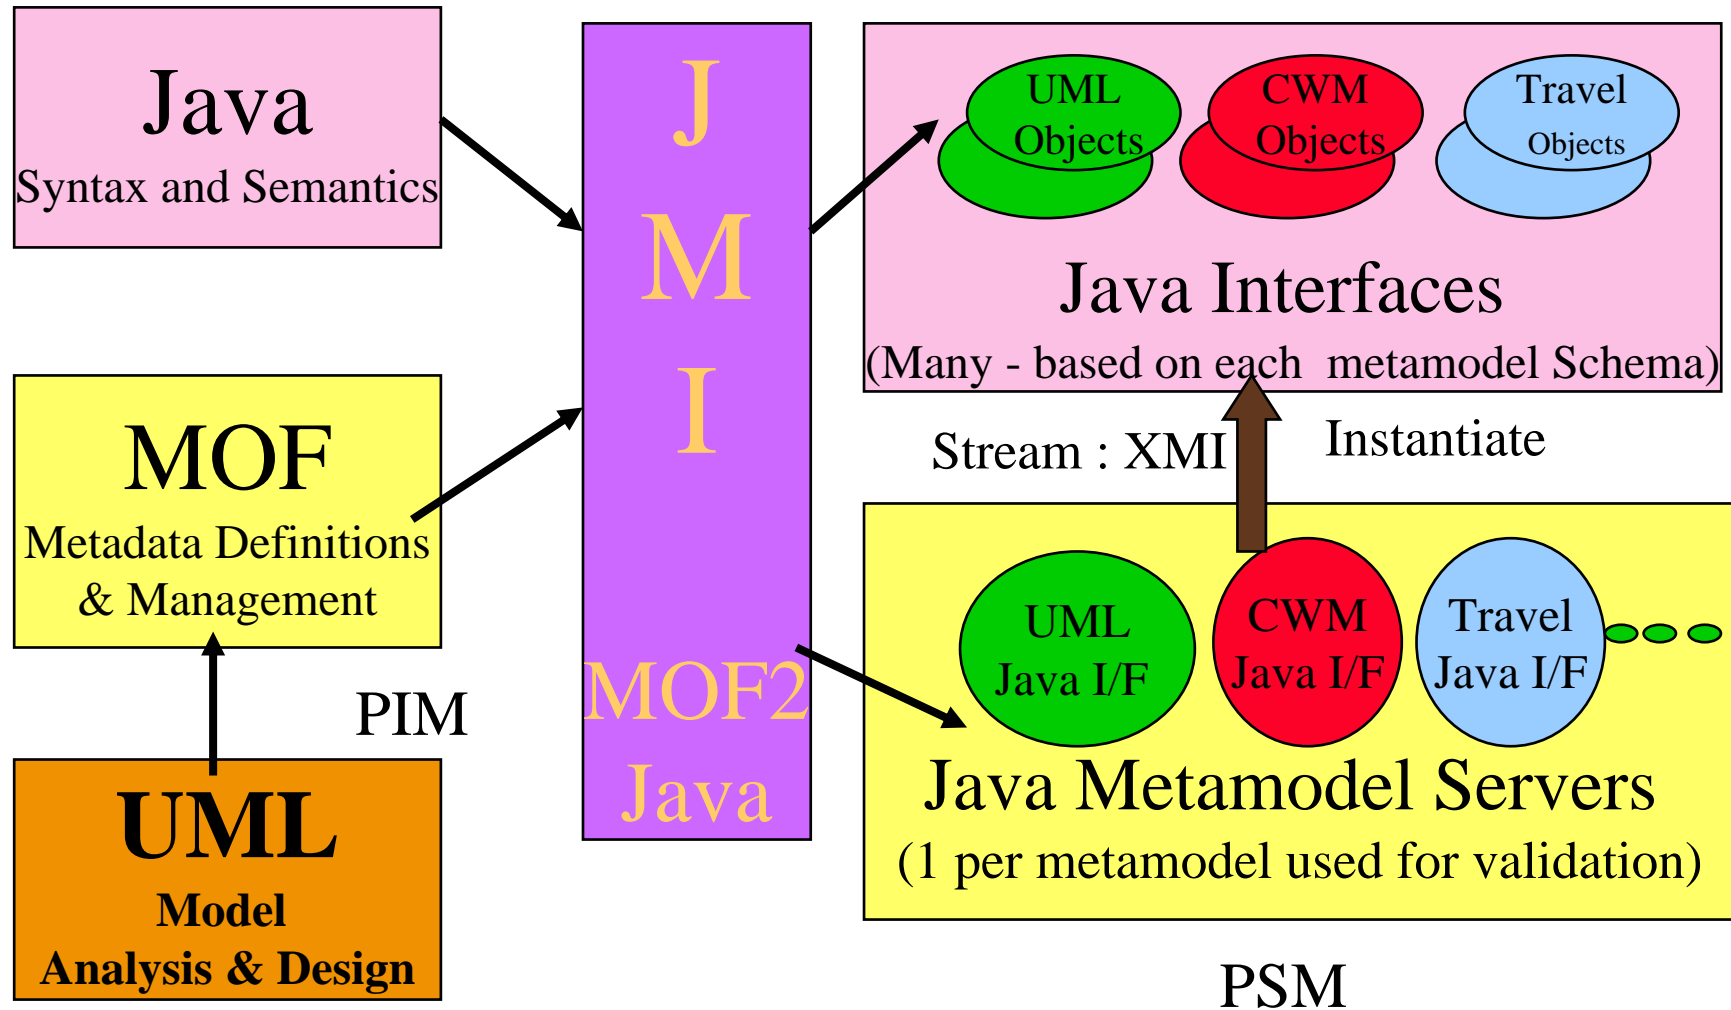 Java
Syntax and Semantics
MOF
Metadata Definitions
& Management
PIM
UML
Model
Analysis & Design
J
M
I
MOF2
Java
UML
Objects
CWM
Objects
Travel
Objects
Java Interfaces
(Many - based on each metamodel Schema)
Stream : XMI
Instantiate
UML
Java I/F
CWM
Java I/F
Travel
Java I/F
Java Metamodel Servers
(1 per metamodel used for validation)
PSM